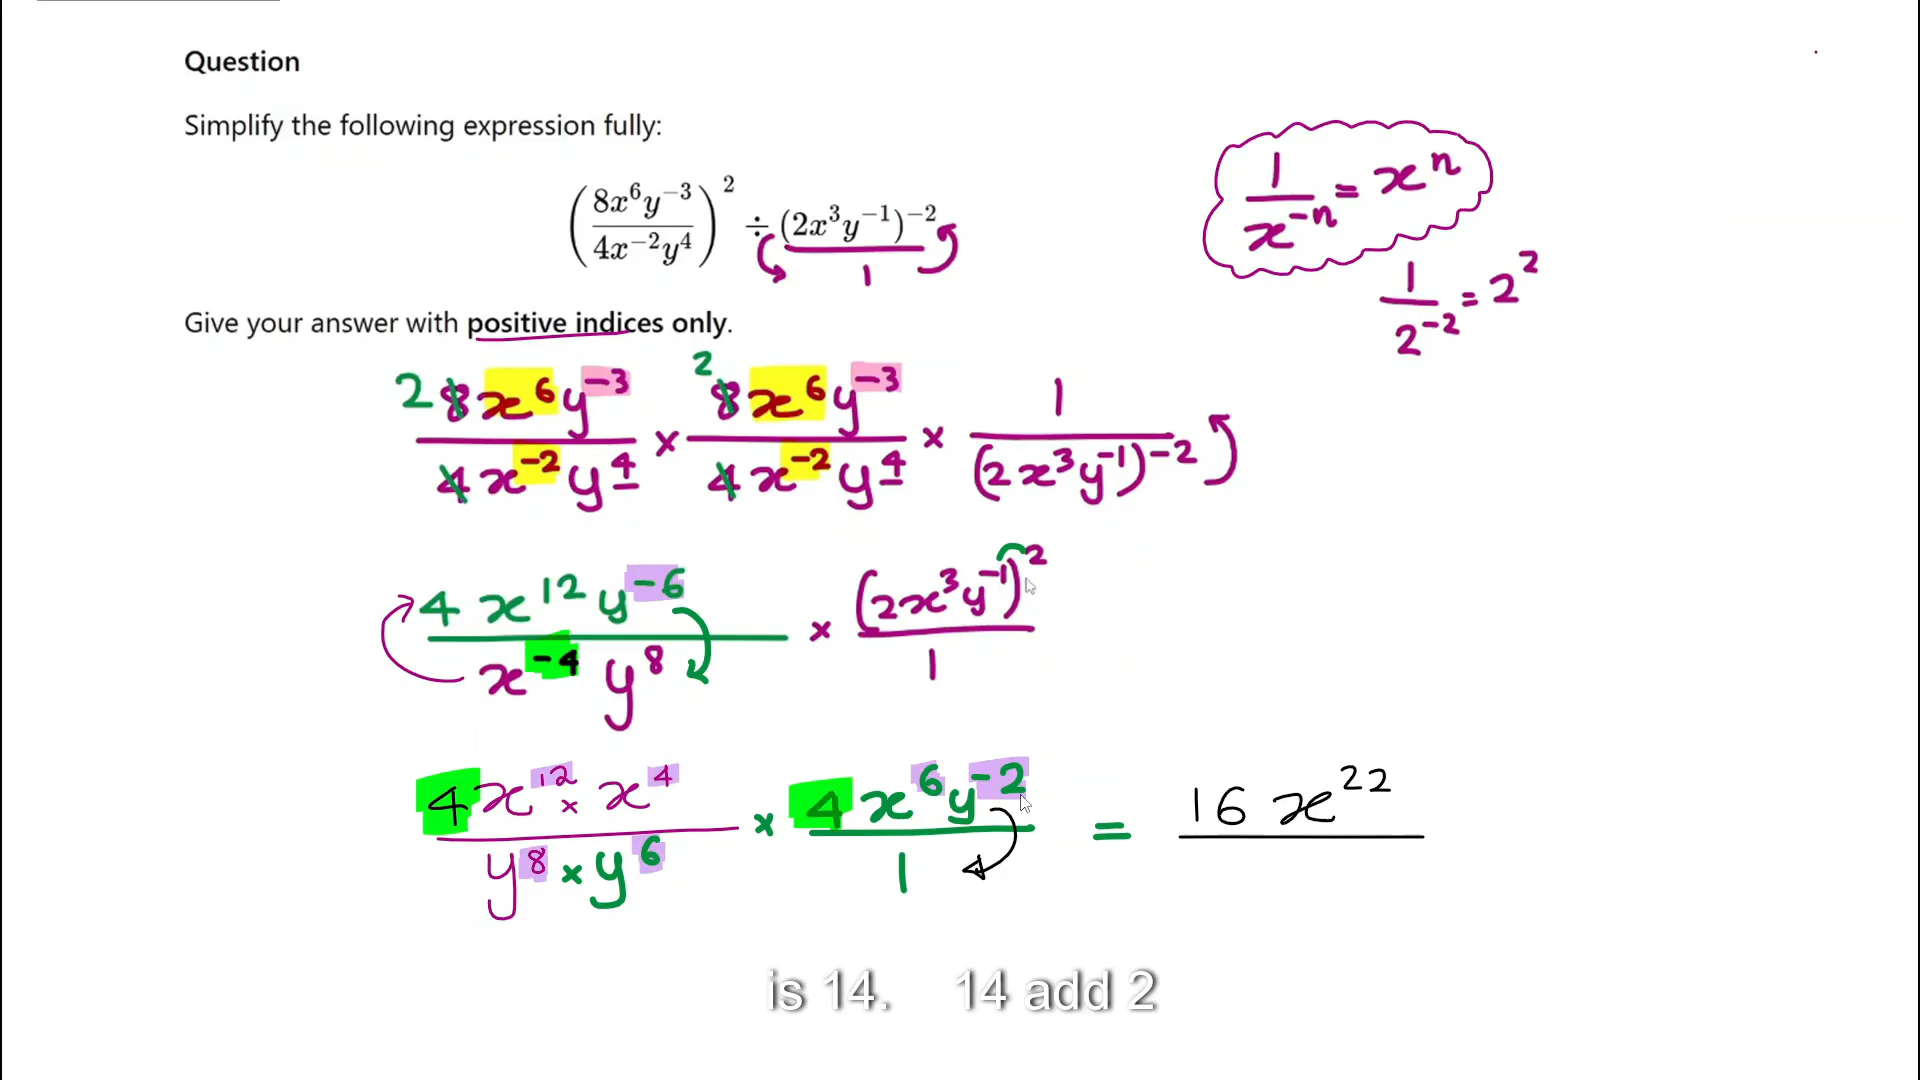 Question
Simplify the following expression fully:
(8x⁶y⁻³ / 4x⁻²y⁴)² ÷ (2x³y⁻¹)⁻²
1
1 / x⁻ⁿ = xⁿ
1 / 2⁻² = 2²
Give your answer with positive indices only.
2 8x⁶y⁻³ / 4x⁻²y⁴ × 2 8x⁶y⁻³ / 4x⁻²y⁴ × 1 / (2x³y⁻¹)⁻²
4x¹²y⁻⁶ / x⁻⁴y⁸ × (2x³y⁻¹)² / 1
4x¹² × x⁴ / y⁸ × y⁶ × 4x⁶y⁻² / 1 = 16x²²
is 14. 14 add 2